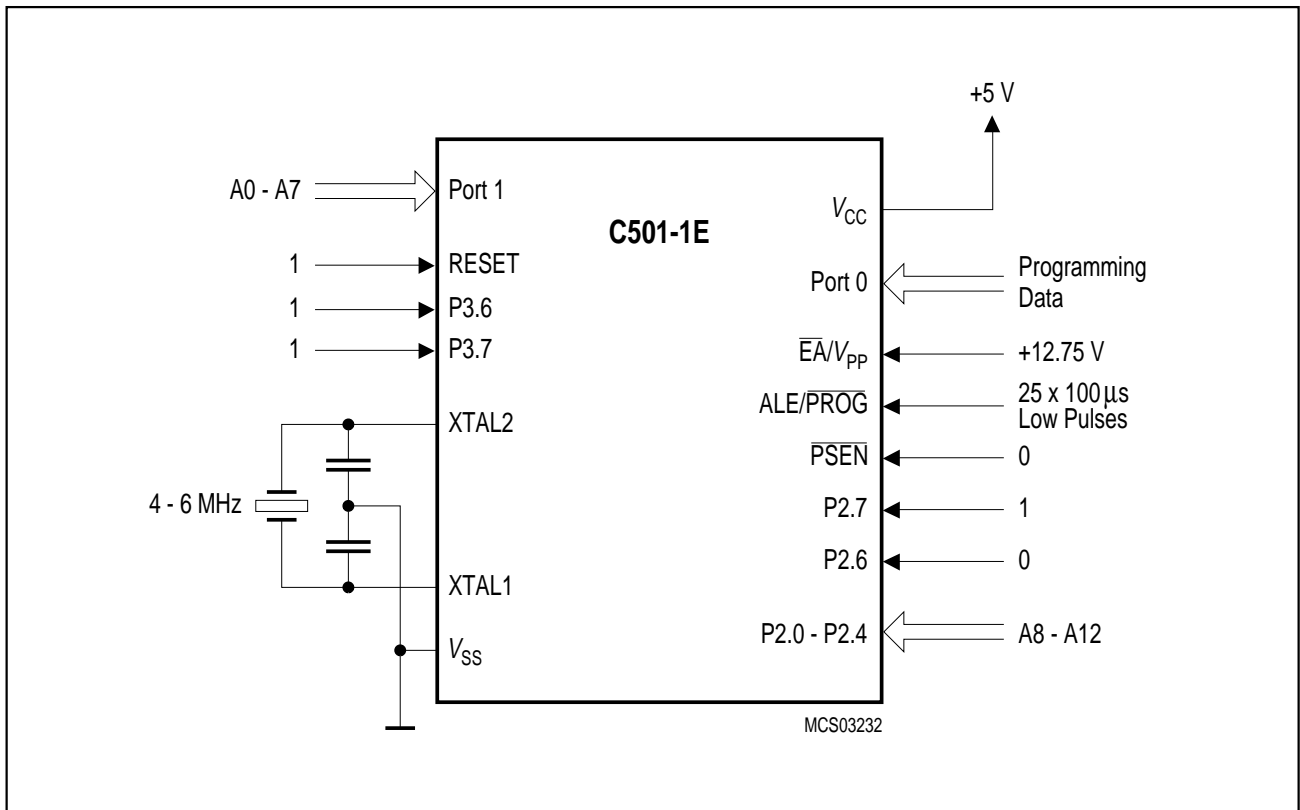 +5 V
A0 - A7
Port 1
C501-1E
VCC
1
RESET
Port 0
Programming
Data
1
P3.6
1
P3.7
EA/VPP
+12.75 V
ALE/PROG
25 x 100 µs
Low Pulses
XTAL2
PSEN
0
4 - 6 MHz
P2.7
1
P2.6
0
XTAL1
P2.0 - P2.4
A8 - A12
VSS
MCS03232